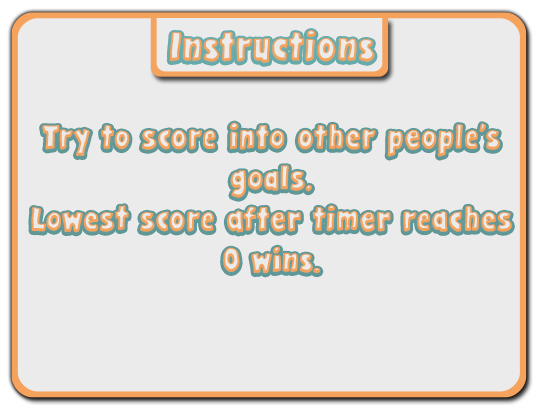 Instructions
Try to score into other people's
goals.
Lowest score after timer reaches
0 wins.